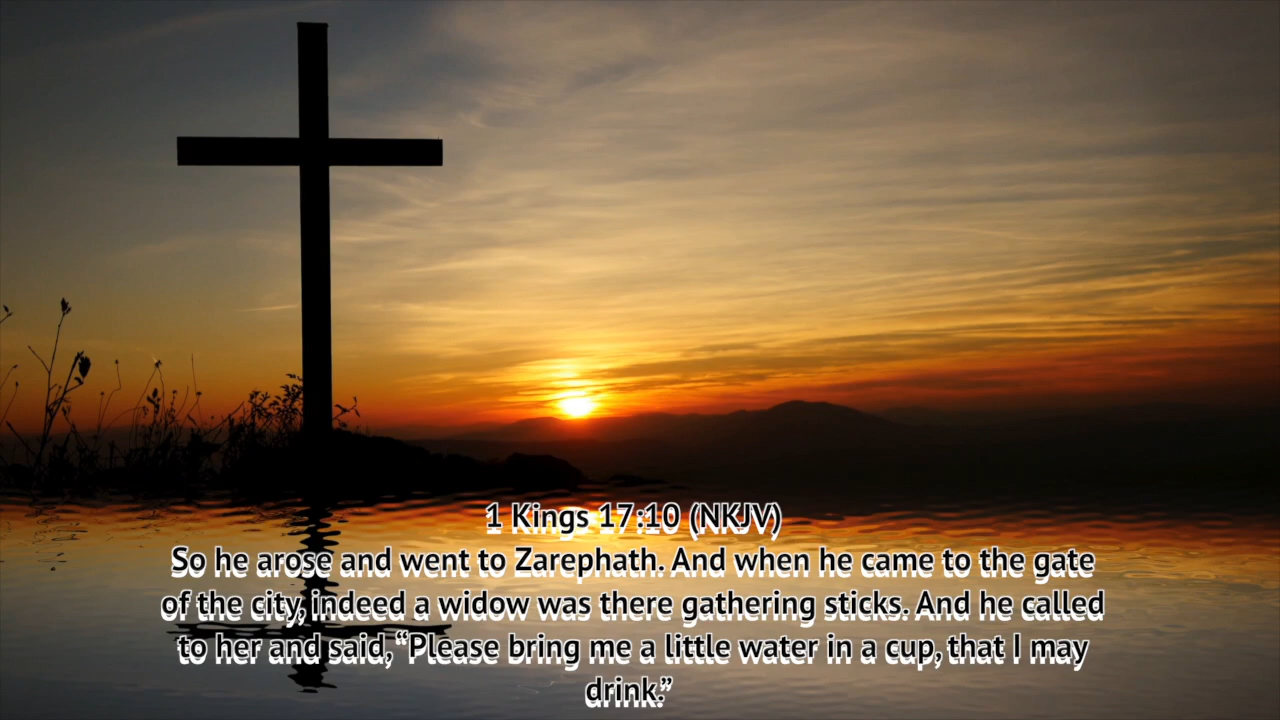 1 Kings 17:10 (NKJV)
So he arose and went to Zarephath. And when he came to the gate
of the city, indeed a widow was there gathering sticks. And he called
to her and said, “Please bring me a little water in a cup, that I may
drink.”